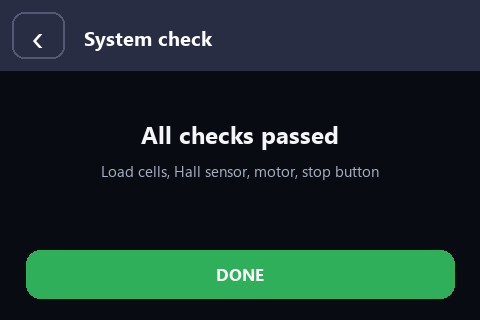 ‹
System check
All checks passed
Load cells, Hall sensor, motor, stop button
DONE